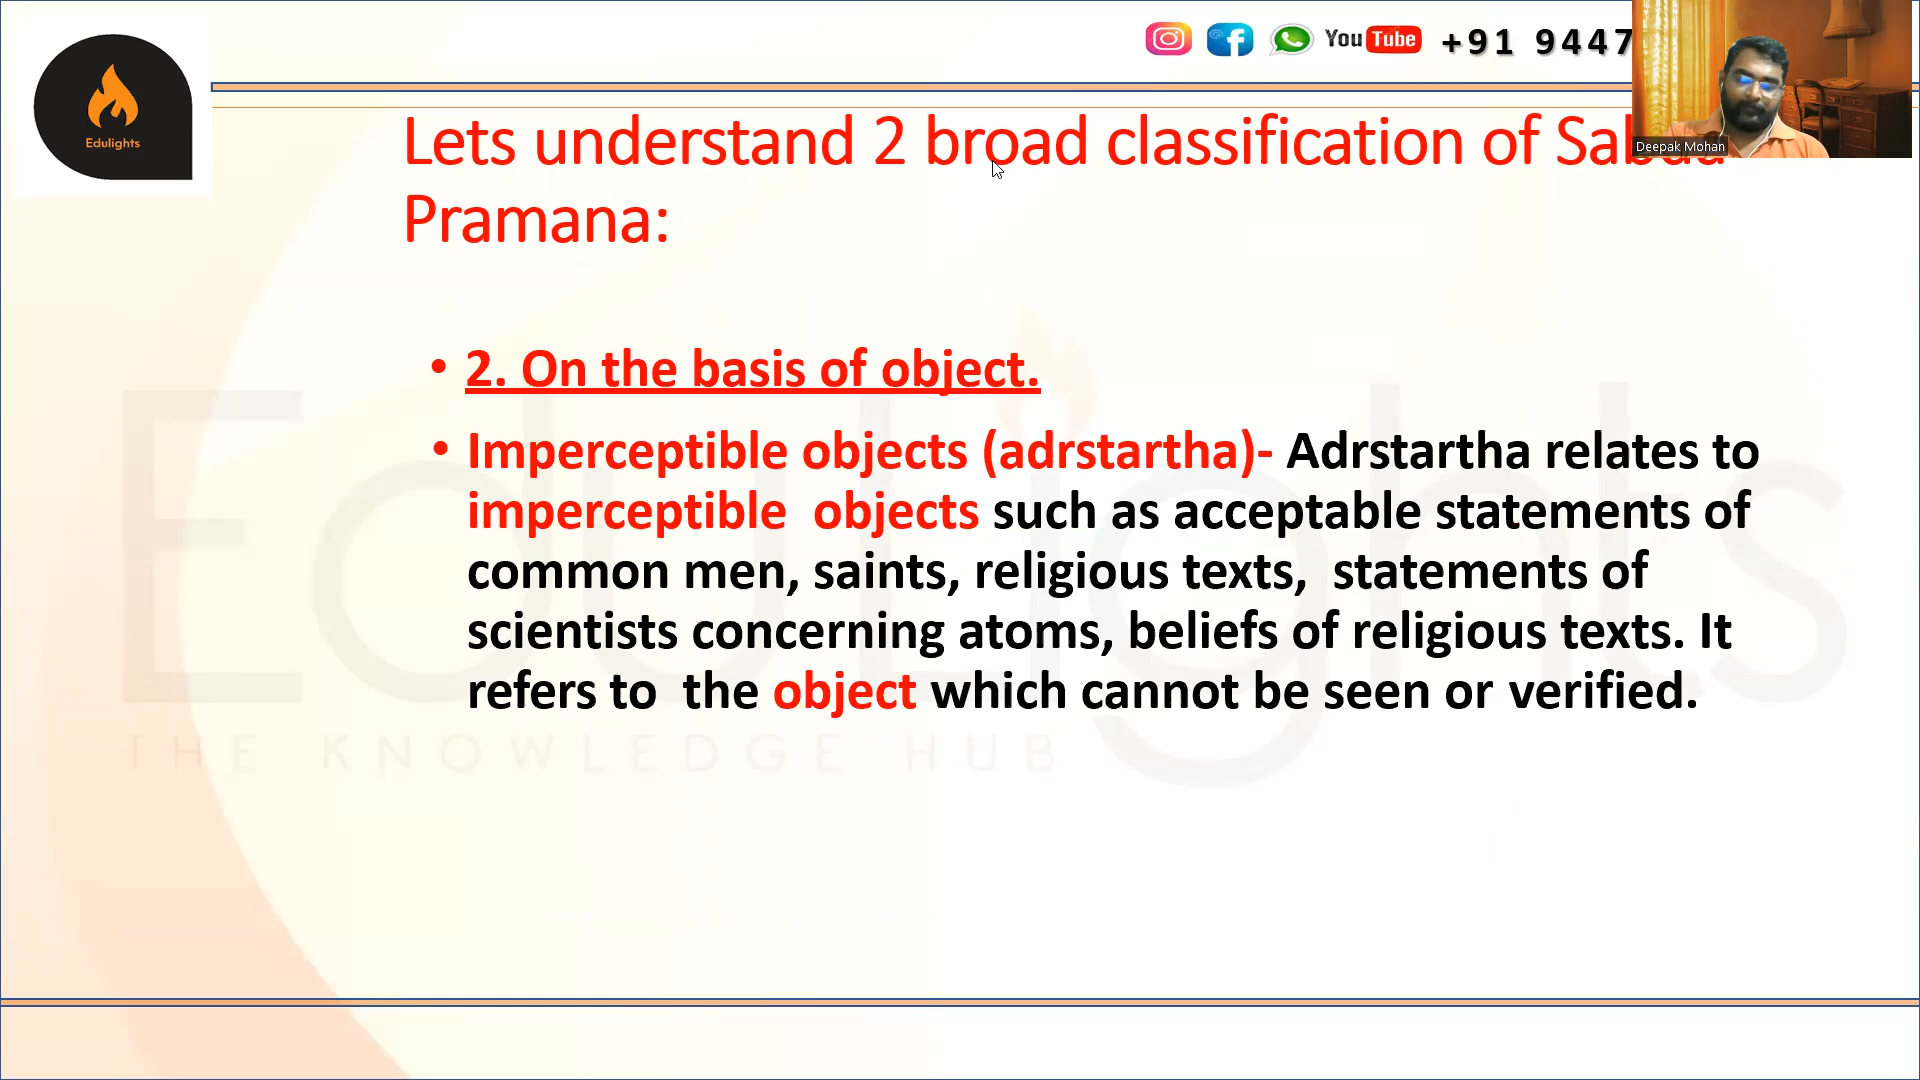 You Tube +91 9447
Edulights
Deepak Mohan
Lets understand 2 broad classification of
Pramana:
• 2. On the basis of object.
• Imperceptible objects (adrstartha)- Adrstartha relates to
imperceptible objects such as acceptable statements of
common men, saints, religious texts, statements of
scientists concerning atoms, beliefs of religious texts. It
refers to the object which cannot be seen or verified.
EduLights
THE KNOWLEDGE HUB